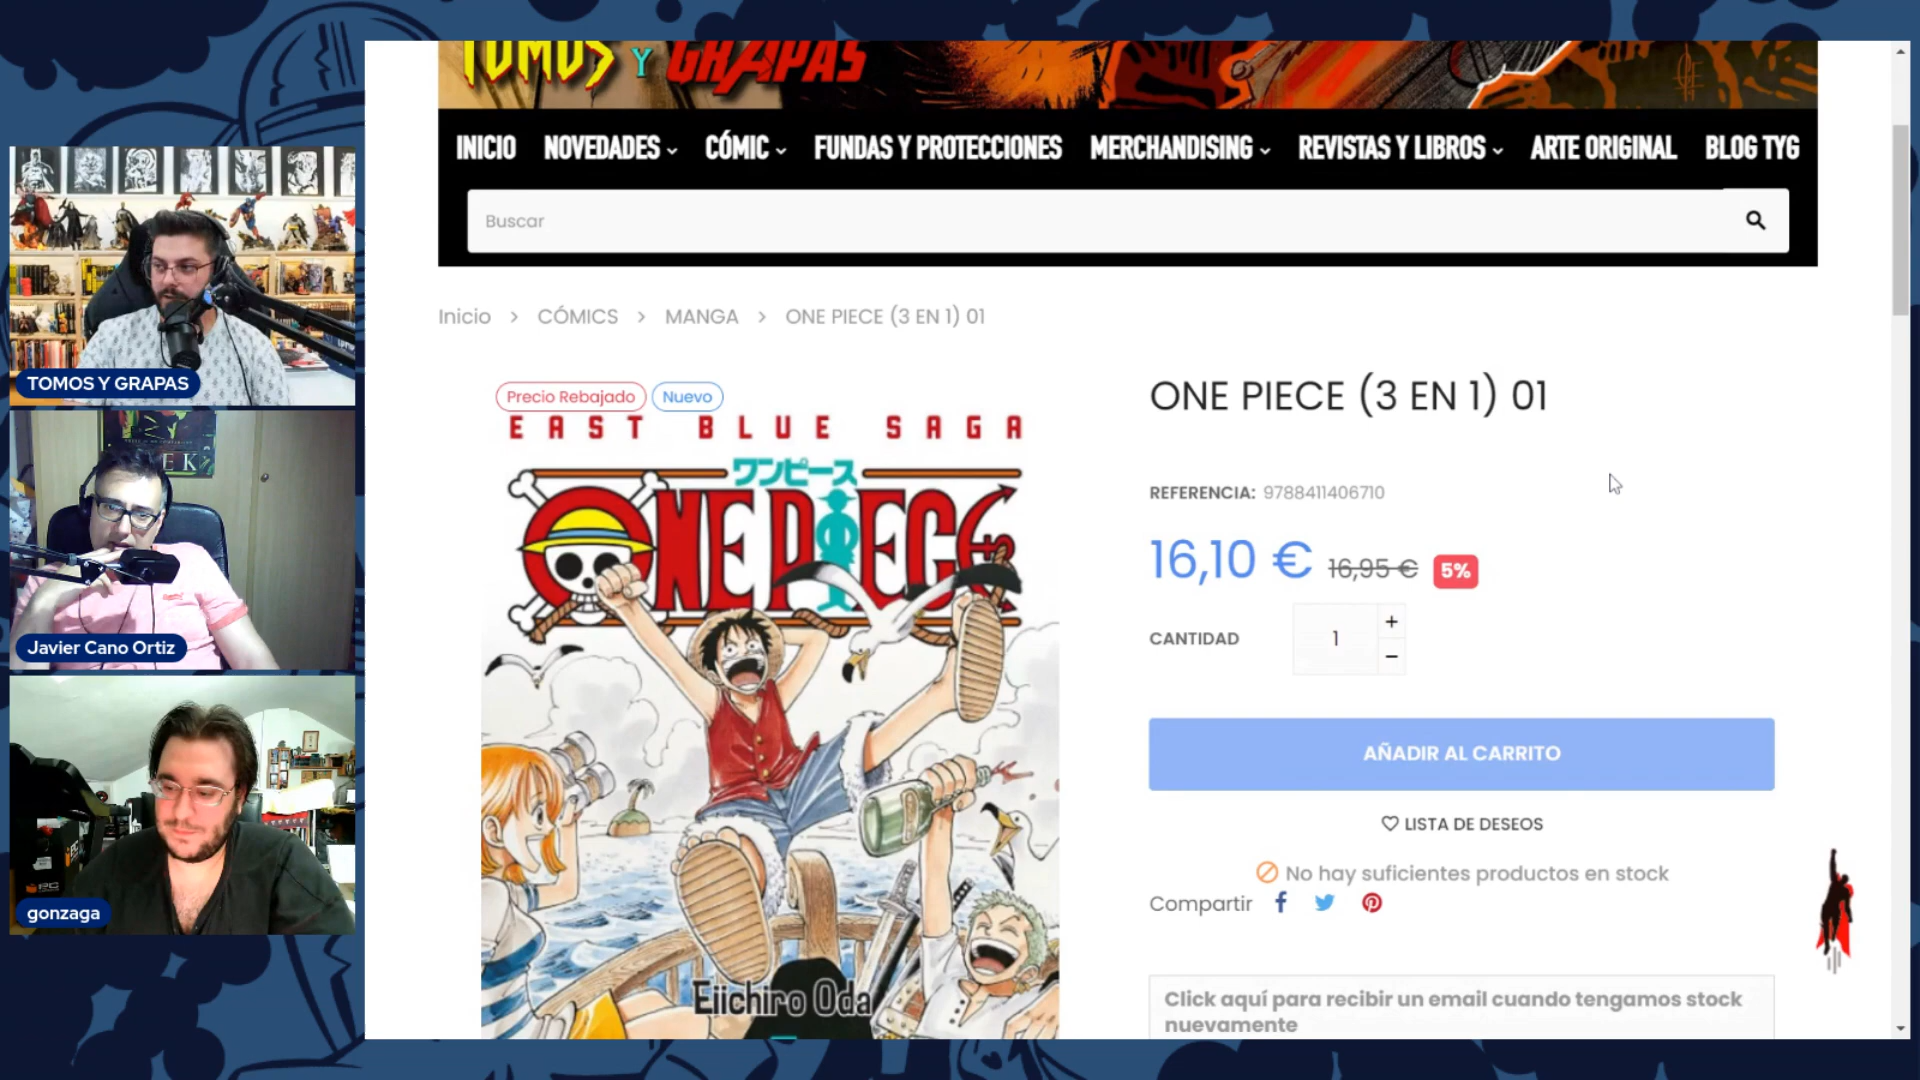 TOMOS Y GRAPAS
INICIO
NOVEDADES
CÓMIC
FUNDAS Y PROTECCIONES
MERCHANDISING
REVISTAS Y LIBROS
ARTE ORIGINAL
BLOG TYG
Buscar
Inicio > CÓMICS > MANGA > ONE PIECE (3 EN 1) 01
Precio Rebajado
Nuevo
EAST BLUE SAGA
ワンピース
ONE PIECE
Eiichiro Oda
ONE PIECE (3 EN 1) 01
REFERENCIA: 9788411406710
16,10 € 16,95 € 5%
CANTIDAD
1
+
−
AÑADIR AL CARRITO
LISTA DE DESEOS
No hay suficientes productos en stock
Compartir
Click aquí para recibir un email cuando tengamos stock
nuevamente
TOMOS Y GRAPAS
Javier Cano Ortiz
gonzaga